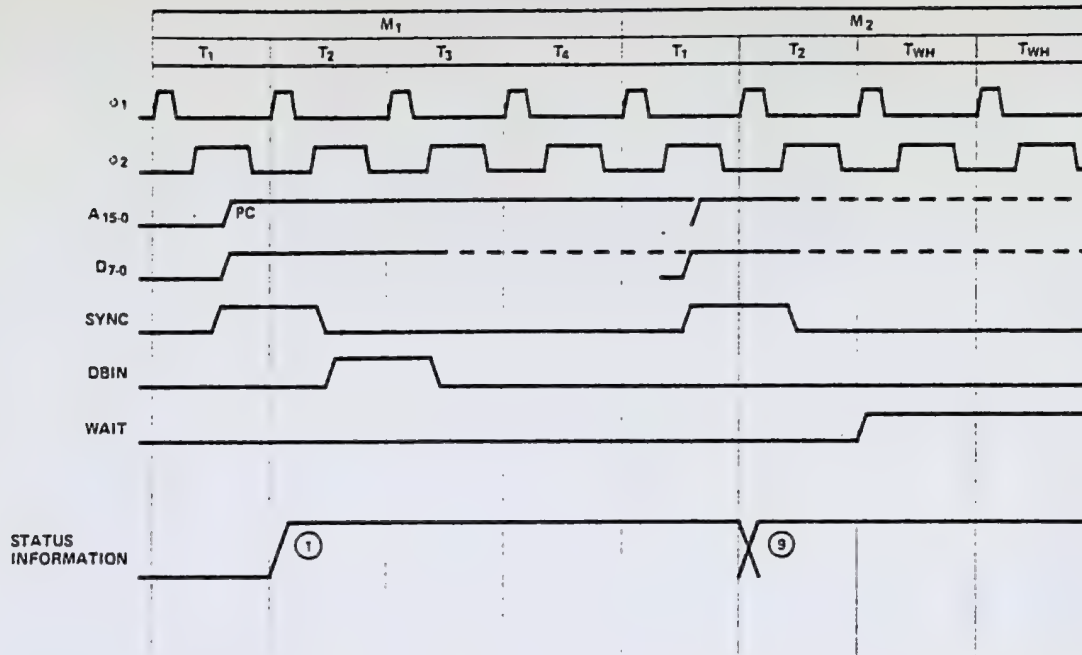 M1 M2
T1 T2 T3 T4 T1 T2 TWH TWH
φ1
φ2
A15-0 PC
D7-0
SYNC
DBIN
WAIT
STATUS
INFORMATION
1 9